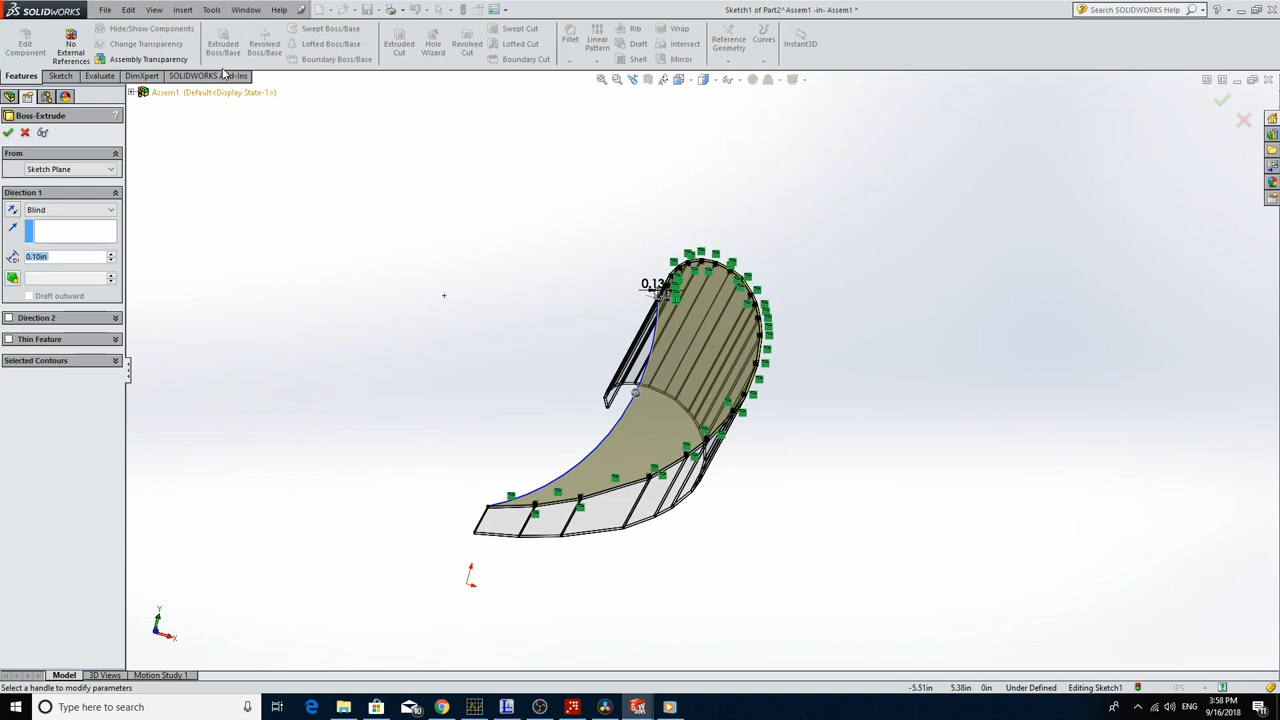 SOLIDWORKS File Edit View Insert Tools Window Help Sketch1 of Part2^Assem1 -in- Assem1 * Search SOLIDWORKS Help
Edit Component
No External References
Hide/Show Components
Change Transparency
Assembly Transparency
Extruded Boss/Base
Revolved Boss/Base
Swept Boss/Base
Lofted Boss/Base
Boundary Boss/Base
Extruded Cut
Hole Wizard
Revolved Cut
Swept Cut
Lofted Cut
Boundary Cut
Fillet
Linear Pattern
Rib
Draft
Shell
Wrap
Intersect
Mirror
Reference Geometry
Curves
Instant3D
Features Sketch Evaluate DimXpert SOLIDWORKS Add-Ins
Assem1 (Default<Display State-1>)
Boss-Extrude ?
From
Sketch Plane
Direction 1
Blind
0.10in
Draft outward
Direction 2
Thin Feature
Selected Contours
0.13
Y
X
Model 3D Views Motion Study 1
Select a handle to modify parameters -5.51in 5.38in 0in Under Defined Editing Sketch1 IPS
Type here to search 3:58 PM
ENG
9/16/2018